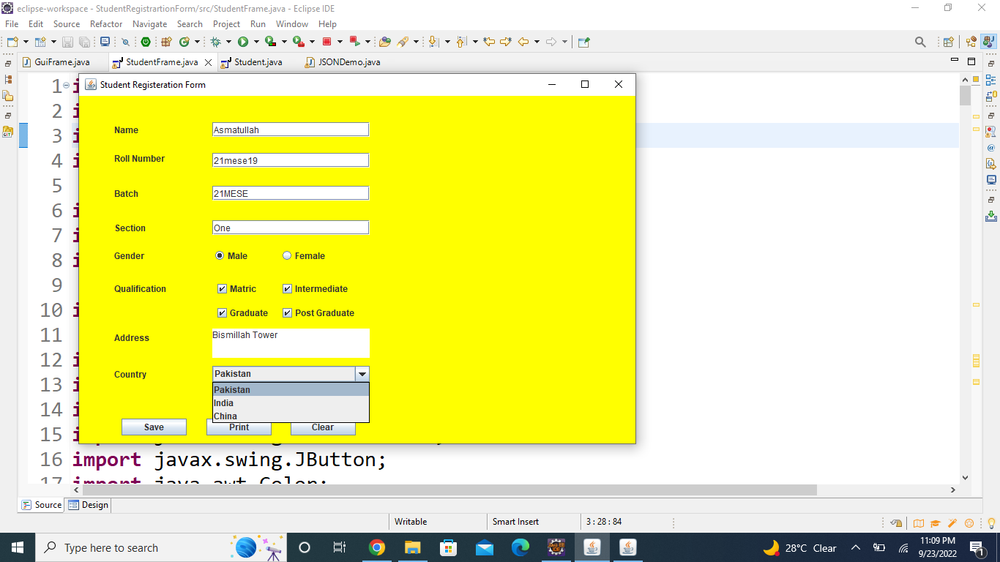 eclipse-workspace - StudentRegistrartionForm/src/StudentFrame.java - Eclipse IDE
File Edit Source Refactor Navigate Search Project Run Window Help
GuiFrame.java StudentFrame.java Student.java JSONDemo.java
Student Registeration Form
1
2
3
4
5
6
7
8
9
10
11
12
13
14
15
16 import javax.swing.JButton;
17 import java.awt.Color;
Name Asmatullah
Roll Number 21mese19
Batch 21MESE
Section One
Gender Male Female
Qualification Matric Intermediate
Graduate Post Graduate
Address Bismillah Tower
Country Pakistan
Pakistan
India
China
Save Print Clear
Source Design
Writable Smart Insert 3 : 28 : 84
Type here to search
28°C Clear
11:09 PM
9/23/2022
1